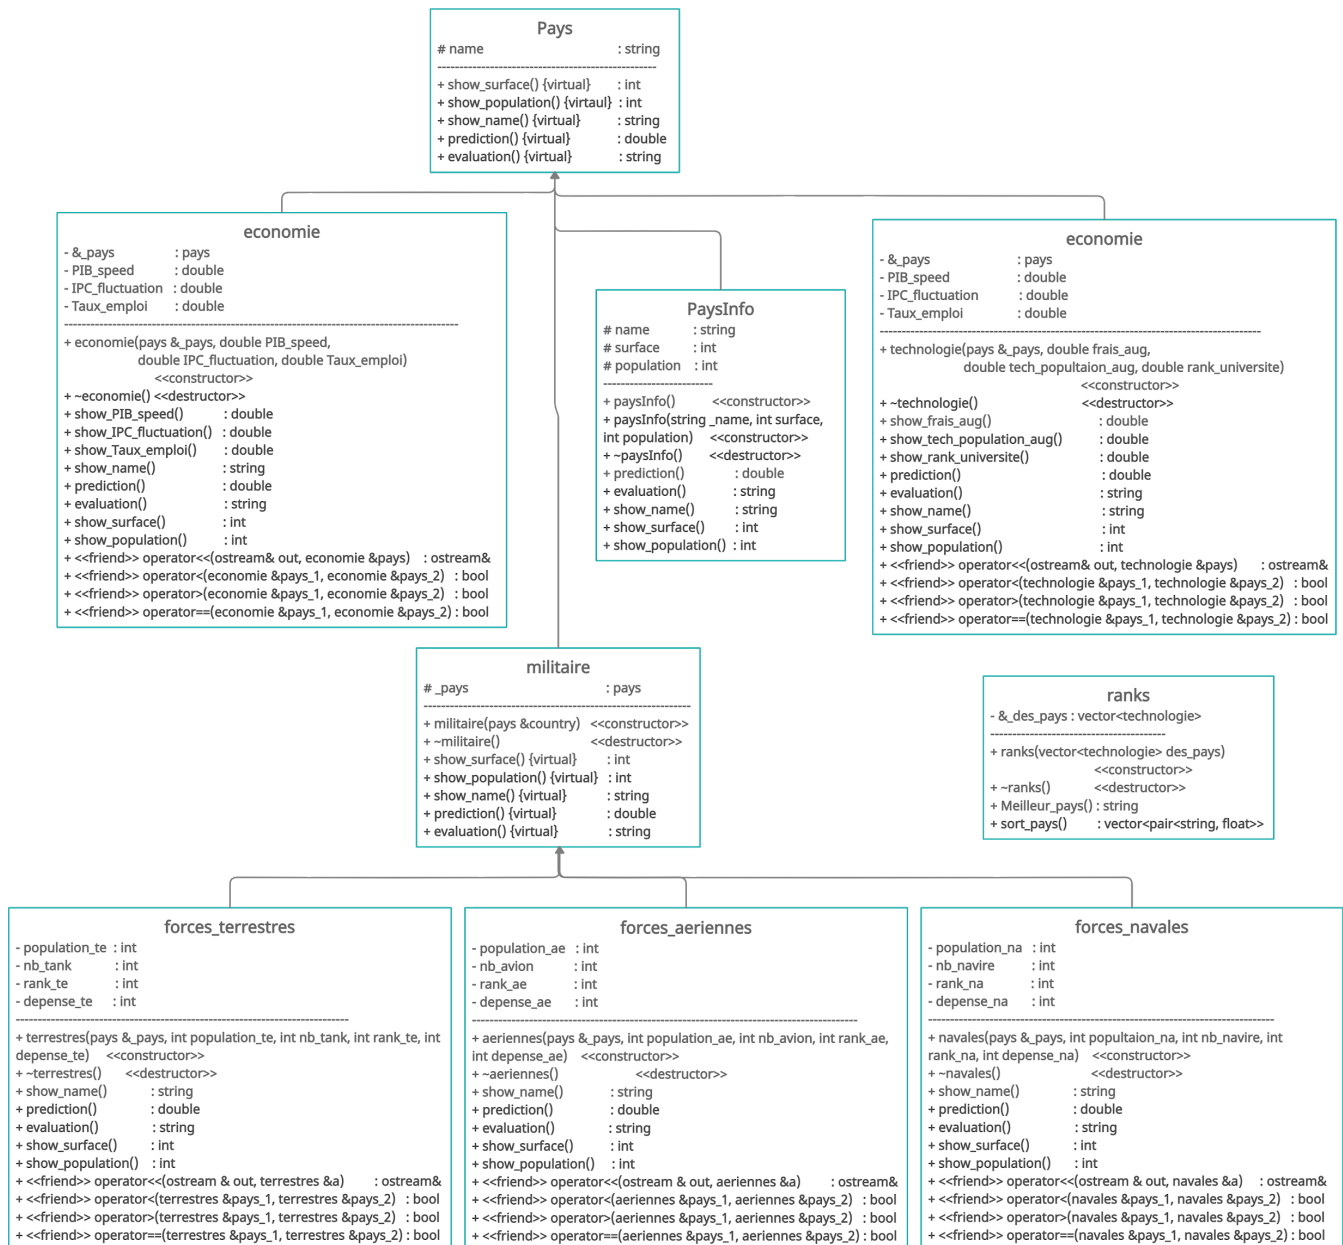 Pays
# name : string
--------------------------------------------------
+ show_surface() {virtual} : int
+ show_population() {virtaul} : int
+ show_name() {virtual} : string
+ prediction() {virtual} : double
+ evaluation() {virtual} : string
economie
- &_pays : pays
- PIB_speed : double
- IPC_fluctuation : double
- Taux_emploi : double
------------------------------------------------------------------------------------------
+ economie(pays &_pays, double PIB_speed,
double IPC_fluctuation, double Taux_emploi)
<<constructor>>
+ ~economie() <<destructor>>
+ show_PIB_speed() : double
+ show_IPC_fluctuation() : double
+ show_Taux_emploi() : double
+ show_name() : string
+ prediction() : double
+ evaluation() : string
+ show_surface() : int
+ show_population() : int
+ <<friend>> operator<<(ostream& out, economie &pays) : ostream&
+ <<friend>> operator<(economie &pays_1, economie &pays_2) : bool
+ <<friend>> operator>(economie &pays_1, economie &pays_2) : bool
+ <<friend>> operator==(economie &pays_1, economie &pays_2) : bool
PaysInfo
# name : string
# surface : int
# population : int
-------------------------
+ paysInfo() <<constructor>>
+ paysInfo(string _name, int surface,
int population) <<constructor>>
+ ~paysInfo() <<destructor>>
+ prediction() : double
+ evaluation() : string
+ show_name() : string
+ show_surface() : int
+ show_population() : int
economie
- &_pays : pays
- PIB_speed : double
- IPC_fluctuation : double
- Taux_emploi : double
---------------------------------------------------------------------------------------
+ technologie(pays &_pays, double frais_aug,
double tech_popultaion_aug, double rank_universite)
<<constructor>>
+ ~technologie() <<destructor>>
+ show_frais_aug() : double
+ show_tech_population_aug() : double
+ show_rank_universite() : double
+ prediction() : double
+ evaluation() : string
+ show_name() : string
+ show_surface() : int
+ show_population() : int
+ <<friend>> operator<<(ostream& out, technologie &pays) : ostream&
+ <<friend>> operator<(technologie &pays_1, technologie &pays_2) : bool
+ <<friend>> operator>(technologie &pays_1, technologie &pays_2) : bool
+ <<friend>> operator==(technologie &pays_1, technologie &pays_2) : bool
militaire
# _pays : pays
-------------------------------------------------------------
+ militaire(pays &country) <<constructor>>
+ ~militaire() <<destructor>>
+ show_surface() {virtual} : int
+ show_population() {virtual} : int
+ show_name() {virtual} : string
+ prediction() {virtual} : double
+ evaluation() {virtual} : string
ranks
- &_des_pays : vector<technologie>
----------------------------------------
+ ranks(vector<technologie> des_pays)
<<constructor>>
+ ~ranks() <<destructor>>
+ Meilleur_pays() : string
+ sort_pays() : vector<pair<string, float>>
forces_terrestres
- population_te : int
- nb_tank : int
- rank_te : int
- depense_te : int
----------------------------------------------------------------------------
+ terrestres(pays &_pays, int population_te, int nb_tank, int rank_te, int
depense_te) <<constructor>>
+ ~terrestres() <<destructor>>
+ show_name() : string
+ prediction() : double
+ evaluation() : string
+ show_surface() : int
+ show_population() : int
+ <<friend>> operator<<(ostream & out, terrestres &a) : ostream&
+ <<friend>> operator<(terrestres &pays_1, terrestres &pays_2) : bool
+ <<friend>> operator>(terrestres &pays_1, terrestres &pays_2) : bool
+ <<friend>> operator==(terrestres &pays_1, terrestres &pays_2) : bool
forces_aeriennes
- population_ae : int
- nb_avion : int
- rank_ae : int
- depense_ae : int
----------------------------------------------------------------------------------------
+ aeriennes(pays &_pays, int population_ae, int nb_avion, int rank_ae,
int depense_ae) <<constructor>>
+ ~aeriennes() <<destructor>>
+ show_name() : string
+ prediction() : double
+ evaluation() : string
+ show_surface() : int
+ show_population() : int
+ <<friend>> operator<<(ostream & out, aeriennes &a) : ostream&
+ <<friend>> operator<(aeriennes &pays_1, aeriennes &pays_2) : bool
+ <<friend>> operator>(aeriennes &pays_1, aeriennes &pays_2) : bool
+ <<friend>> operator==(aeriennes &pays_1, aeriennes &pays_2) : bool
forces_navales
- population_na : int
- nb_navire : int
- rank_na : int
- depense_na : int
-------------------------------------------------------------------------------
+ navales(pays &_pays, int popultaion_na, int nb_navire, int
rank_na, int depense_na) <<constructor>>
+ ~navales() <<destructor>>
+ show_name() : string
+ prediction() : double
+ evaluation() : string
+ show_surface() : int
+ show_population() : int
+ <<friend>> operator<<(ostream & out, navales &a) : ostream&
+ <<friend>> operator<(navales &pays_1, navales &pays_2) : bool
+ <<friend>> operator>(navales &pays_1, navales &pays_2) : bool
+ <<friend>> operator==(navales &pays_1, navales &pays_2) : bool